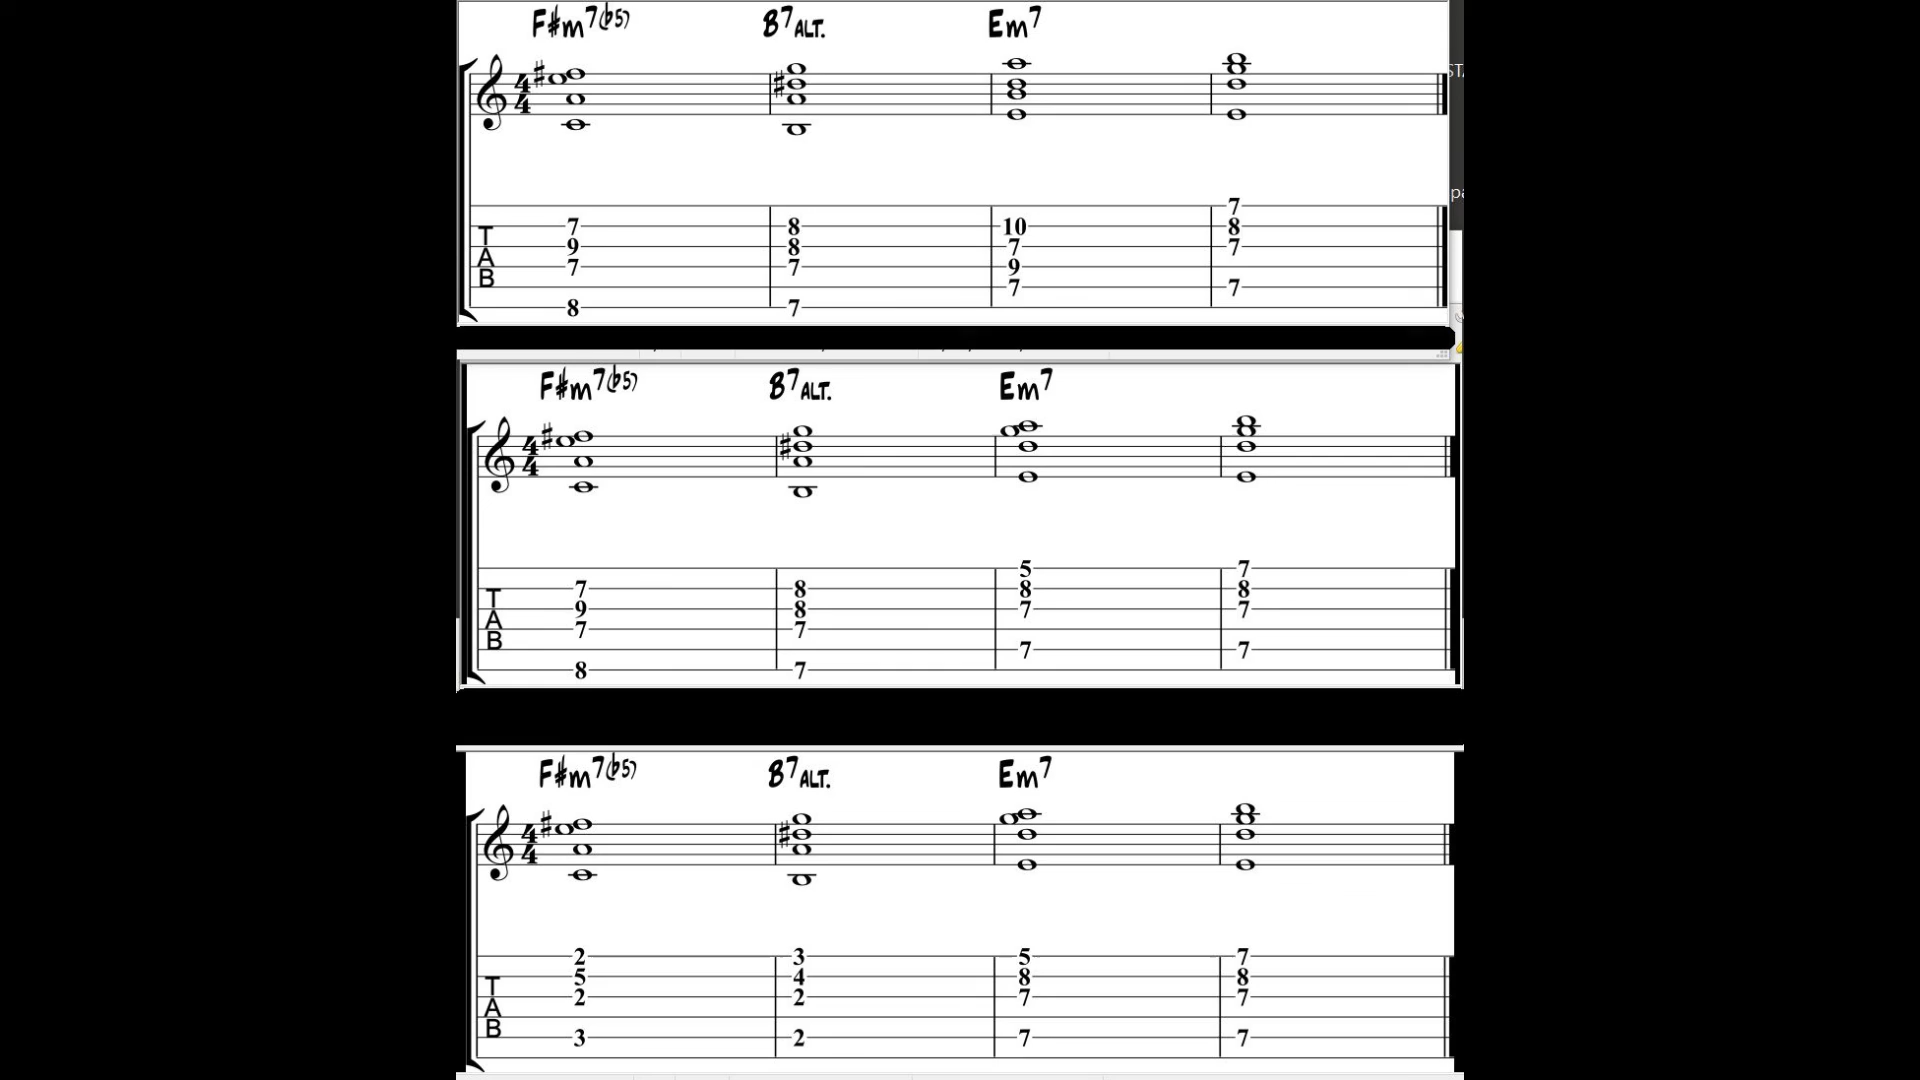 F#m7(b5) B7ALT. Em7
4
4
7
7 8 10 8
T 9 8 7 7
A 7 7 9
B 7 7
8 7
F#m7(b5) B7ALT. Em7
4
4
5 7
7 8 8 8
T 9 8 7 7
A 7 7
B 7 7
8 7
F#m7(b5) B7ALT. Em7
4
4
2 3 5 7
5 4 8 8
T 2 2 7 7
A
B 3 2 7 7